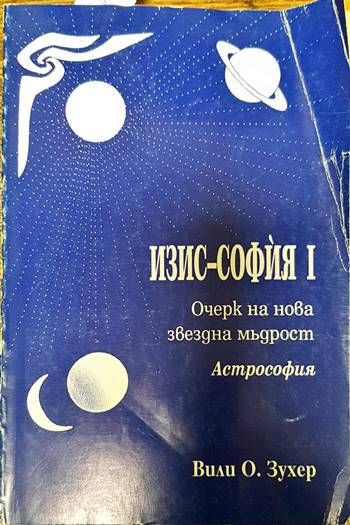 ИЗИС-СОФЍЯ I
Очерк на нова
звездна мъдрост
Астрософия
Вили О. Зухер